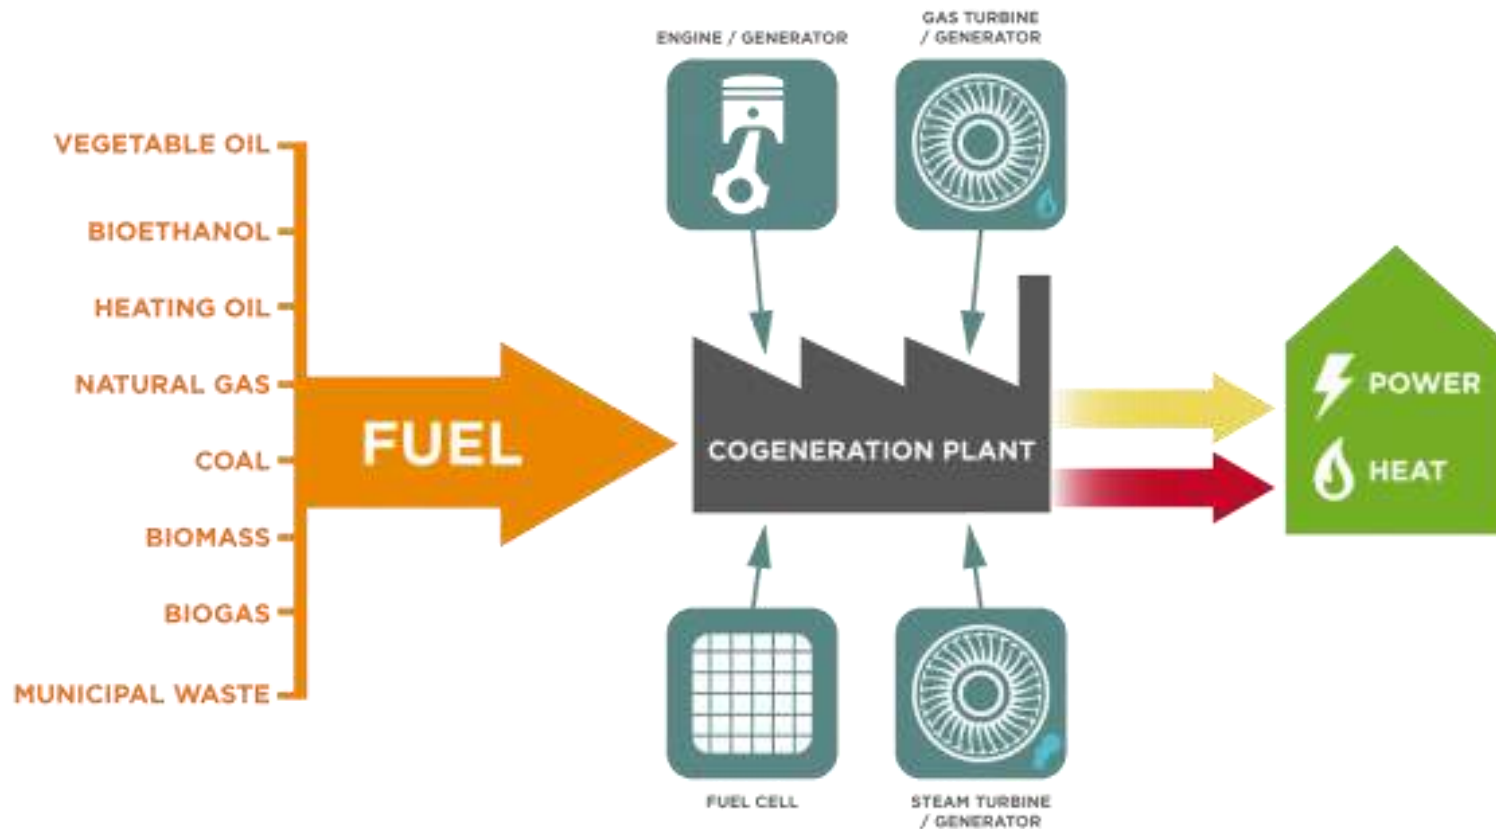 GAS TURBINE
/ GENERATOR
ENGINE / GENERATOR
VEGETABLE OIL
BIOETHANOL
HEATING OIL
NATURAL GAS
COAL
BIOMASS
BIOGAS
MUNICIPAL WASTE
FUEL
COGENERATION PLANT
POWER
HEAT
FUEL CELL
STEAM TURBINE
/ GENERATOR